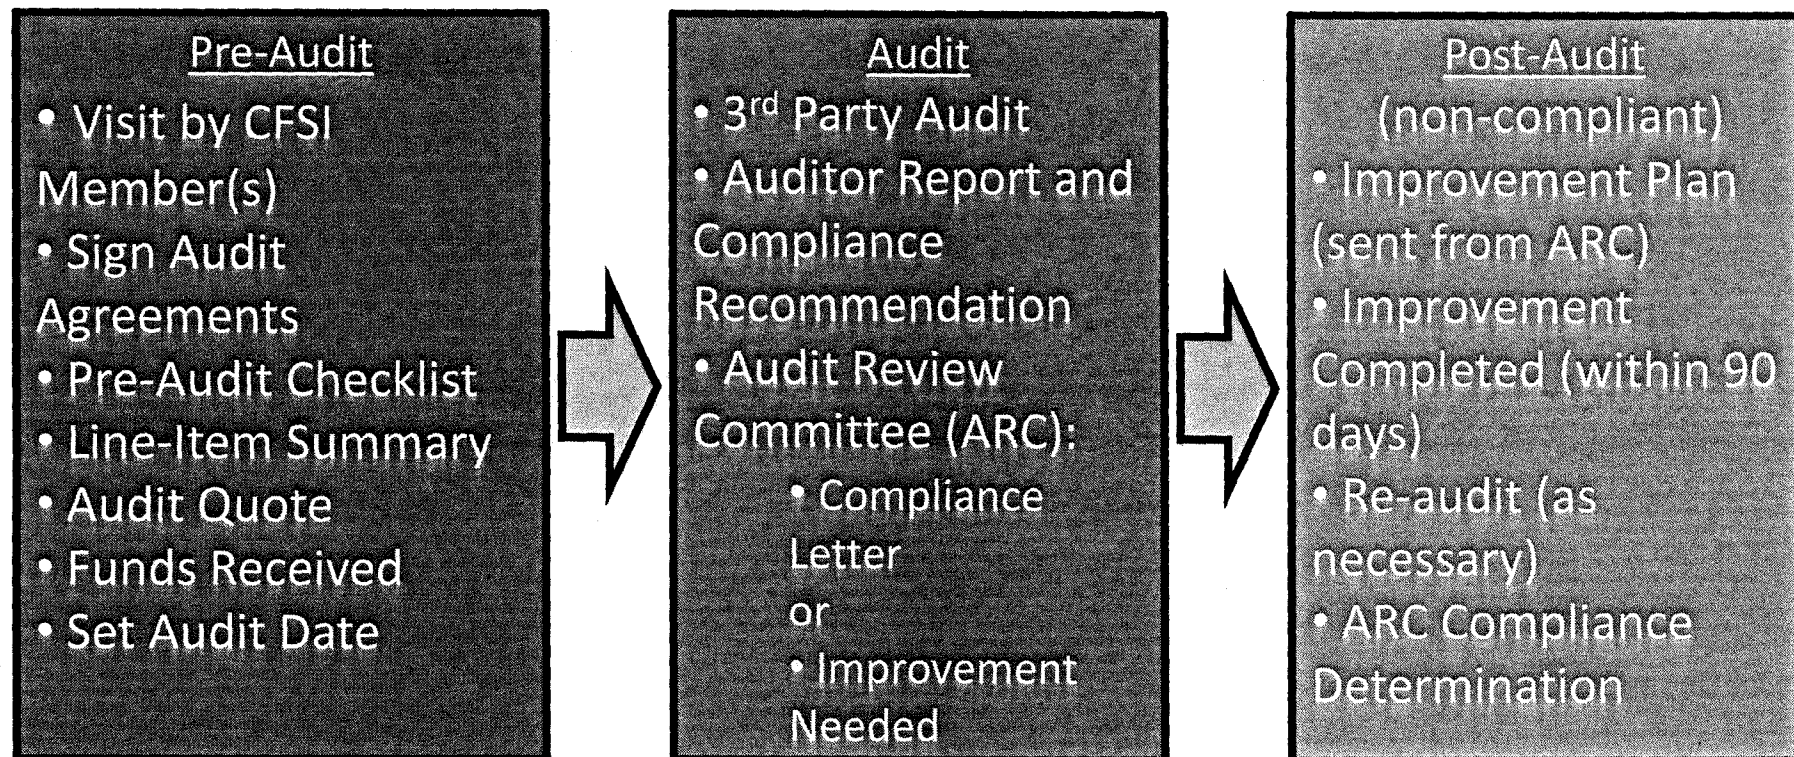 Pre-Audit
• Visit by CFSI
Member(s)
• Sign Audit
Agreements
• Pre-Audit Checklist
• Line-Item Summary
• Audit Quote
• Funds Received
• Set Audit Date
Audit
• 3rd Party Audit
• Auditor Report and
Compliance
Recommendation
• Audit Review
Committee (ARC):
• Compliance
Letter
or
• Improvement
Needed
Post-Audit
(non-compliant)
• Improvement Plan
(sent from ARC)
• Improvement
Completed (within 90
days)
• Re-audit (as
necessary)
• ARC Compliance
Determination